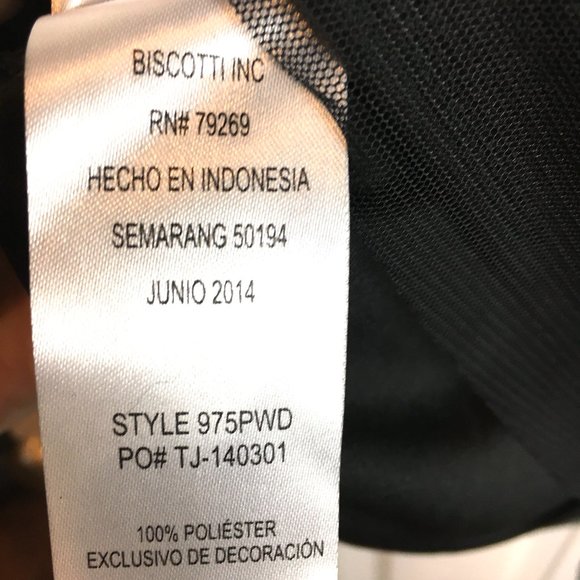 BISCOTTI INC
RN# 79269
HECHO EN INDONESIA
SEMARANG 50194
JUNIO 2014
STYLE 975PWD
PO# TJ-140301
100% POLIÉSTER
EXCLUSIVO DE DECORACIÓN